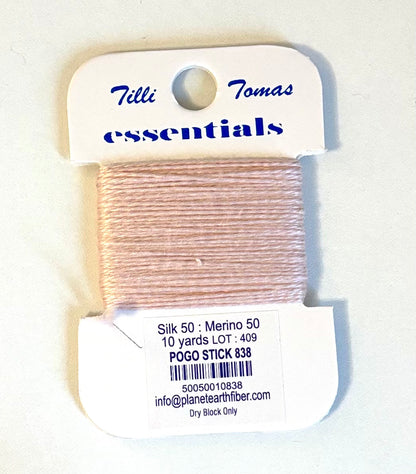 Tilli Tomas
essentials
Silk 50 : Merino 50
10 yards LOT : 409
POGO STICK 838
50050010838
info@planetearthfiber.com
Dry Block Only